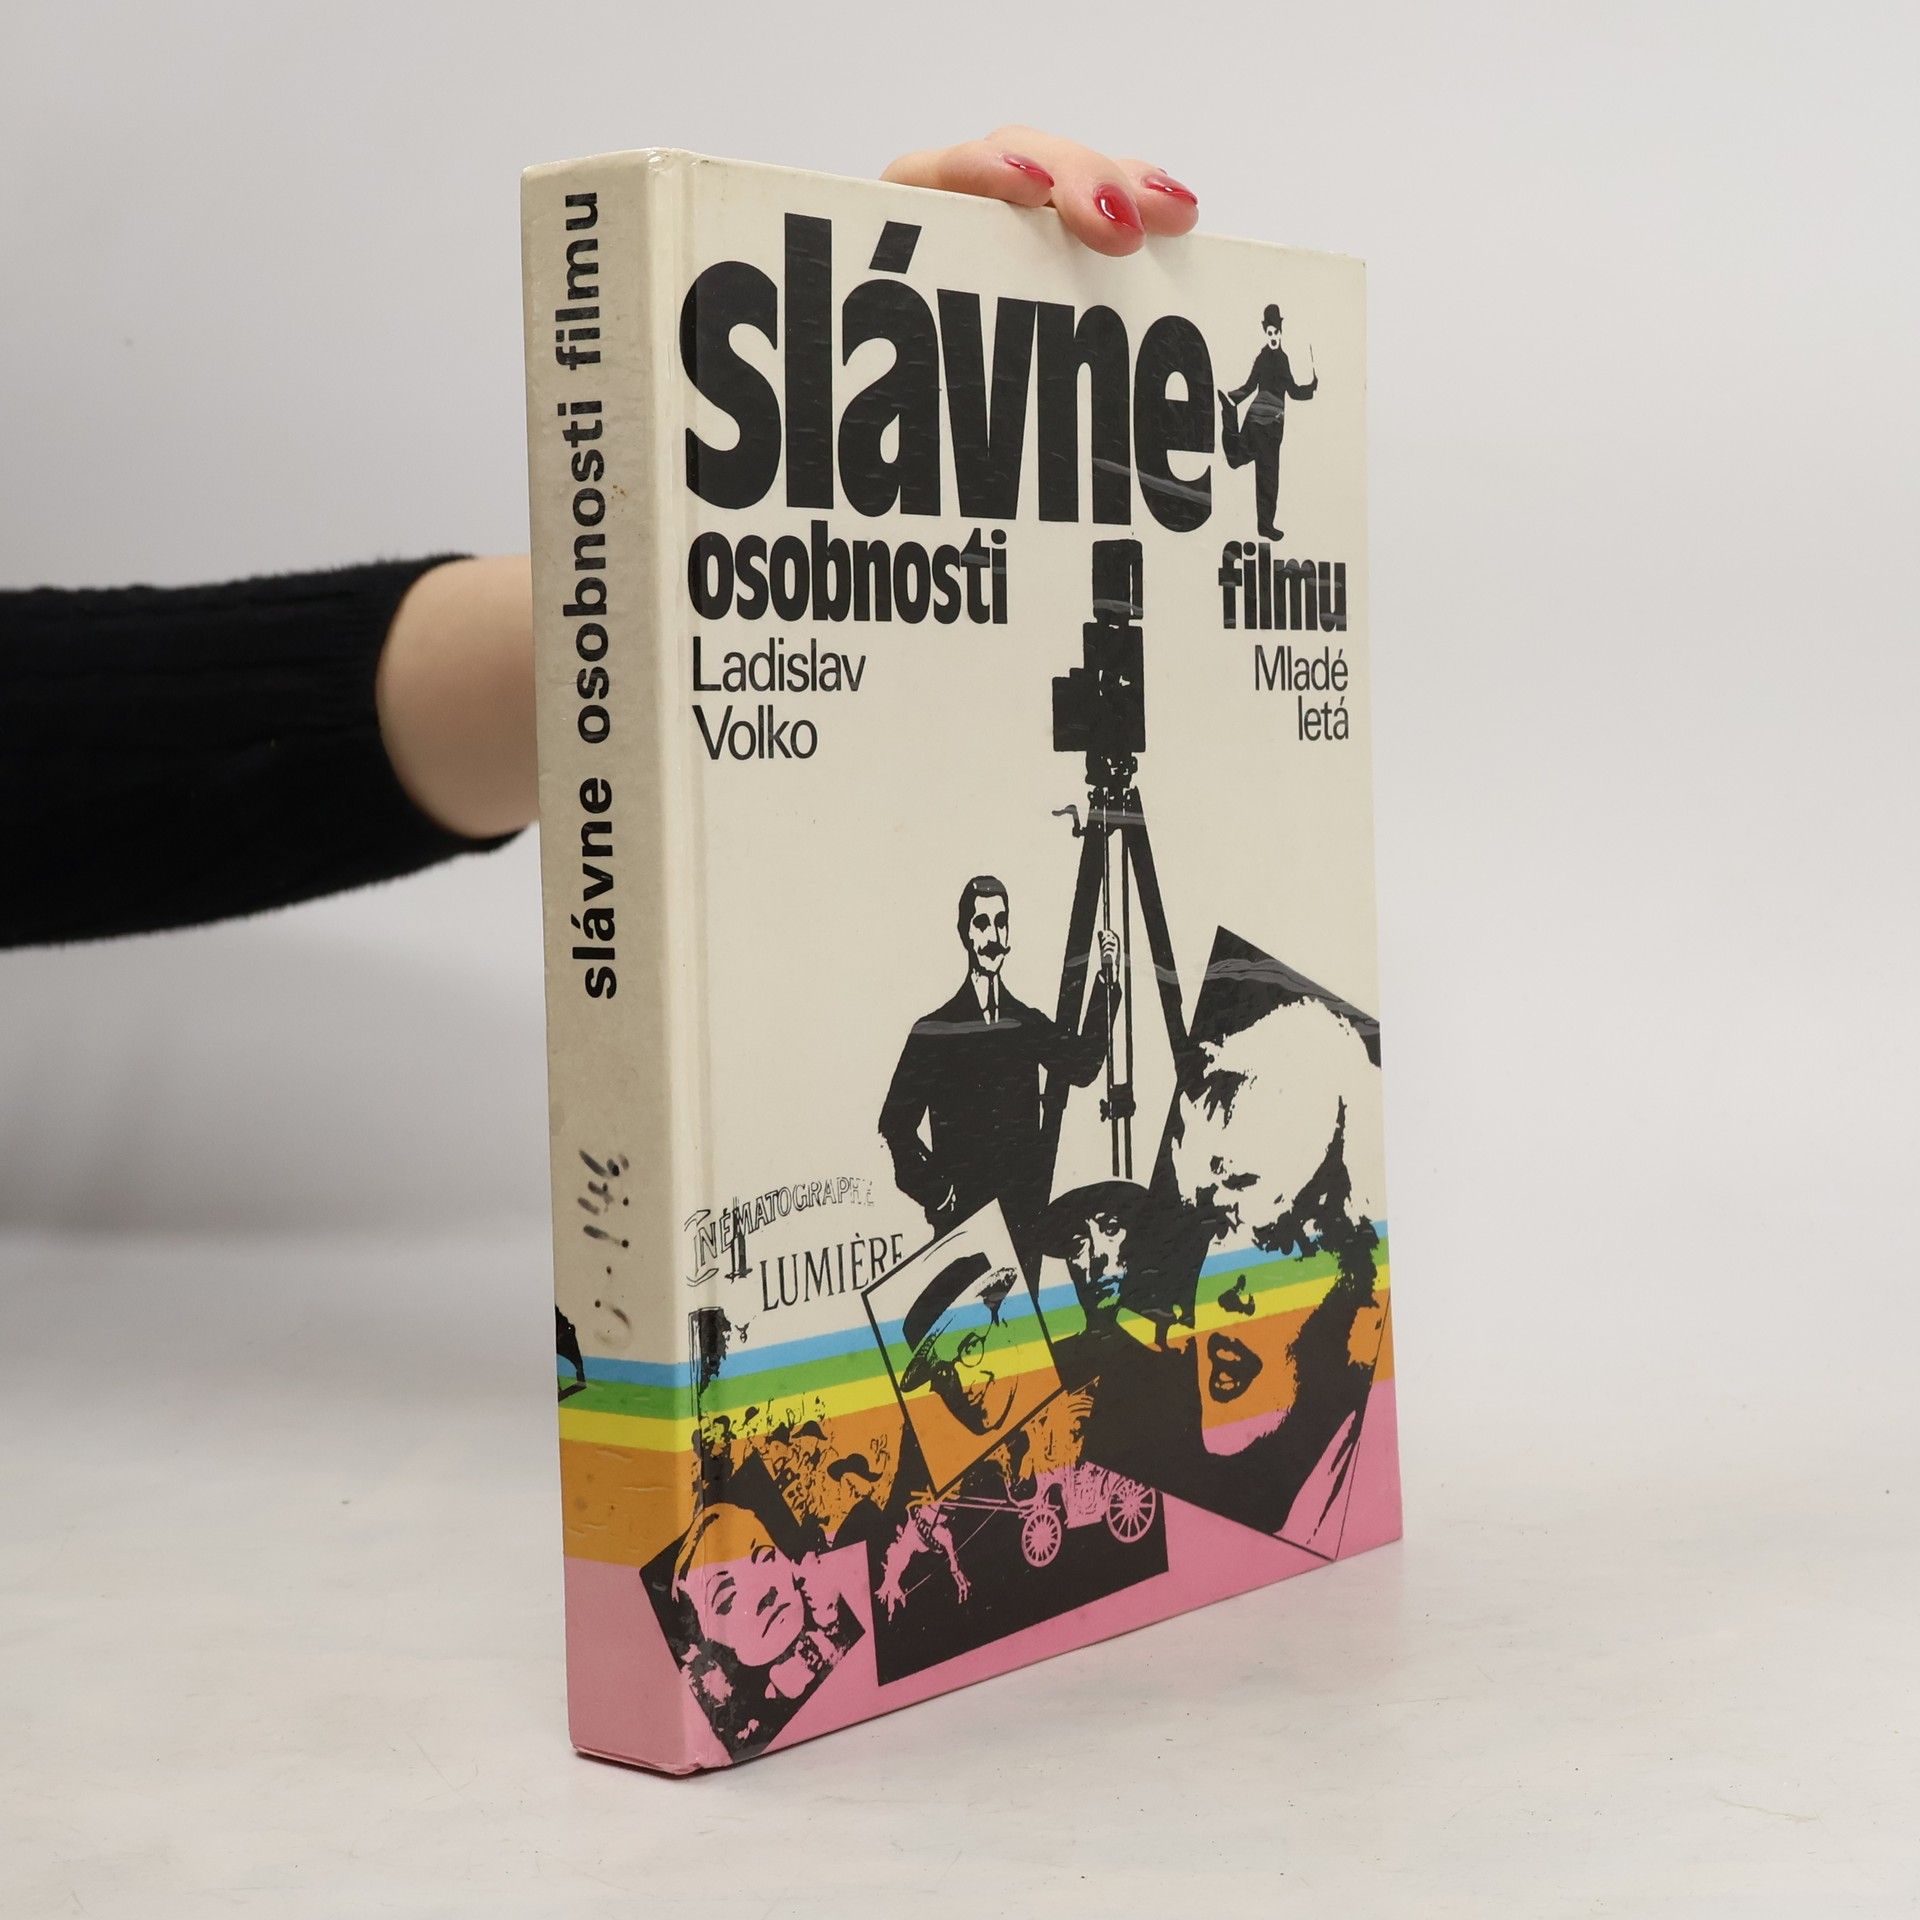 slávne osobnosti filmu
slávne
osobnosti
filmu
Ladislav
Volko
Mladé
letá
CINÉMATOGRAPHE
LUMIÈRE